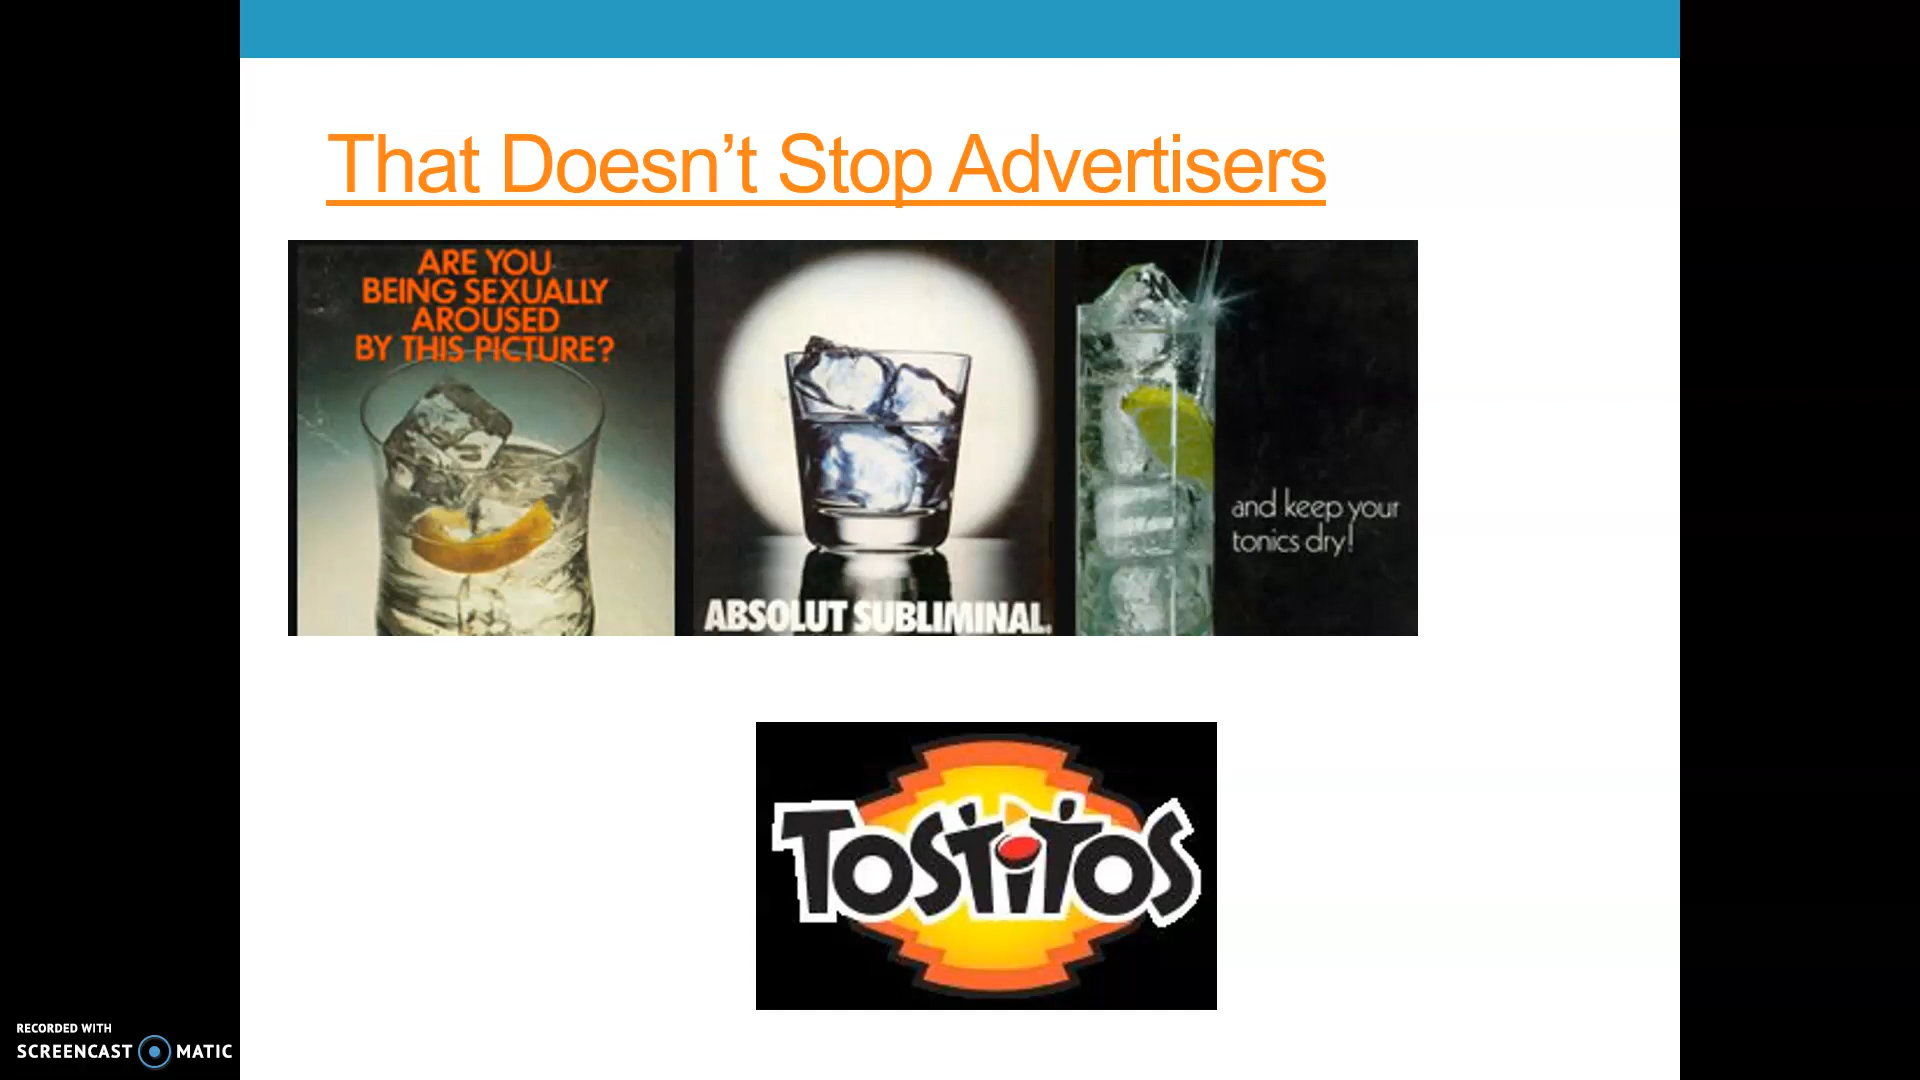 That Doesn’t Stop Advertisers
ARE YOU
BEING SEXUALLY
AROUSED
BY THIS PICTURE?
ABSOLUT SUBLIMINAL.
and keep your
tonics dry!
TOSTITOS
RECORDED WITH
SCREENCAST MATIC